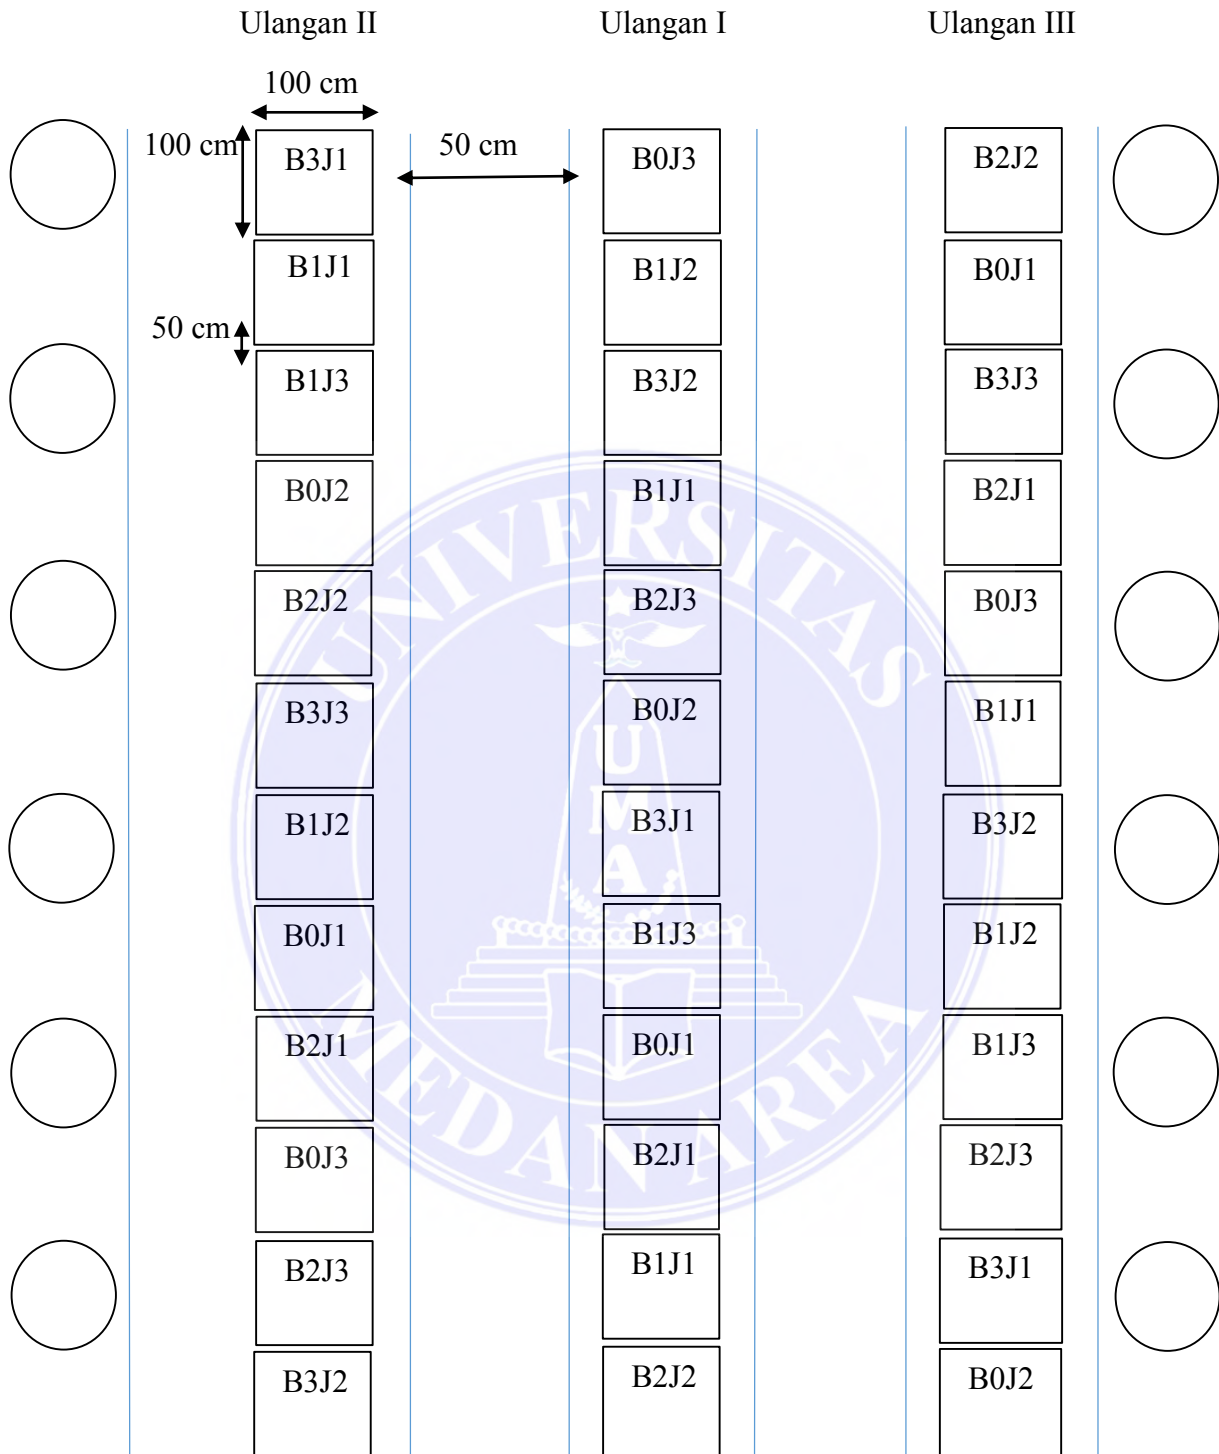 Ulangan II Ulangan I Ulangan III
100 cm
100 cm 50 cm
B3J1 B0J3 B2J2
B1J1 B1J2 B0J1
50 cm
B1J3 B3J2 B3J3
B0J2 B1J1 B2J1
B2J2 B2J3 B0J3
B3J3 B0J2 B1J1
B1J2 B3J1 B3J2
B0J1 B1J3 B1J2
B2J1 B0J1 B1J3
B0J3 B2J1 B2J3
B2J3 B1J1 B3J1
B3J2 B2J2 B0J2
UNIVERSITAS
MEDAN AREA
U
M
A